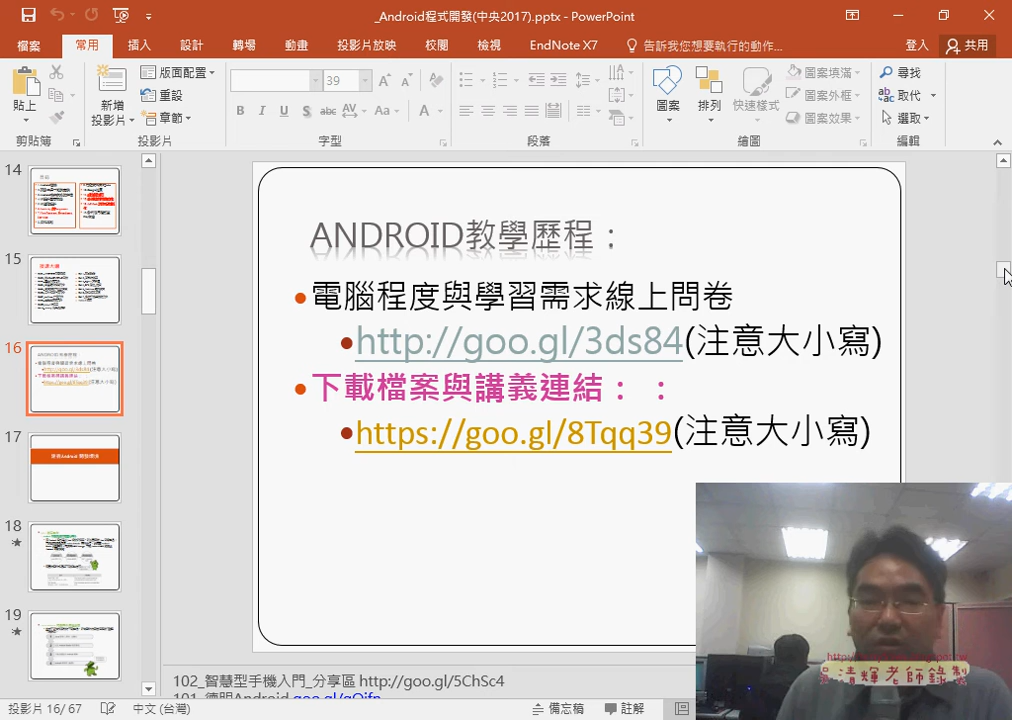 _Android程式開發(中央2017).pptx - PowerPoint
檔案 常用 插入 設計 轉場 動畫 投影片放映 校閱 檢視 EndNote X7 告訴我您想要執行的動作... 登入 共用
貼上
新增
投影片
版面配置
重設
章節
39
B I U S abc AV Aa A
圖案
排列
快速樣式
圖案填滿
圖案外框
圖案效果
尋找
取代
選取
剪貼簿 投影片 字型 段落 繪圖 編輯
14
15
16
17
18
19
ANDROID教學歷程：
電腦程度與學習需求線上問卷
http://goo.gl/3ds84(注意大小寫)
下載檔案與講義連結： ：
https://goo.gl/8Tqq39(注意大小寫)
吳清輝老師錄製
102_智慧型手機入門_分享區 http://goo.gl/5ChSc4
投影片 16/ 67 中文 (台灣) 備忘稿 註解